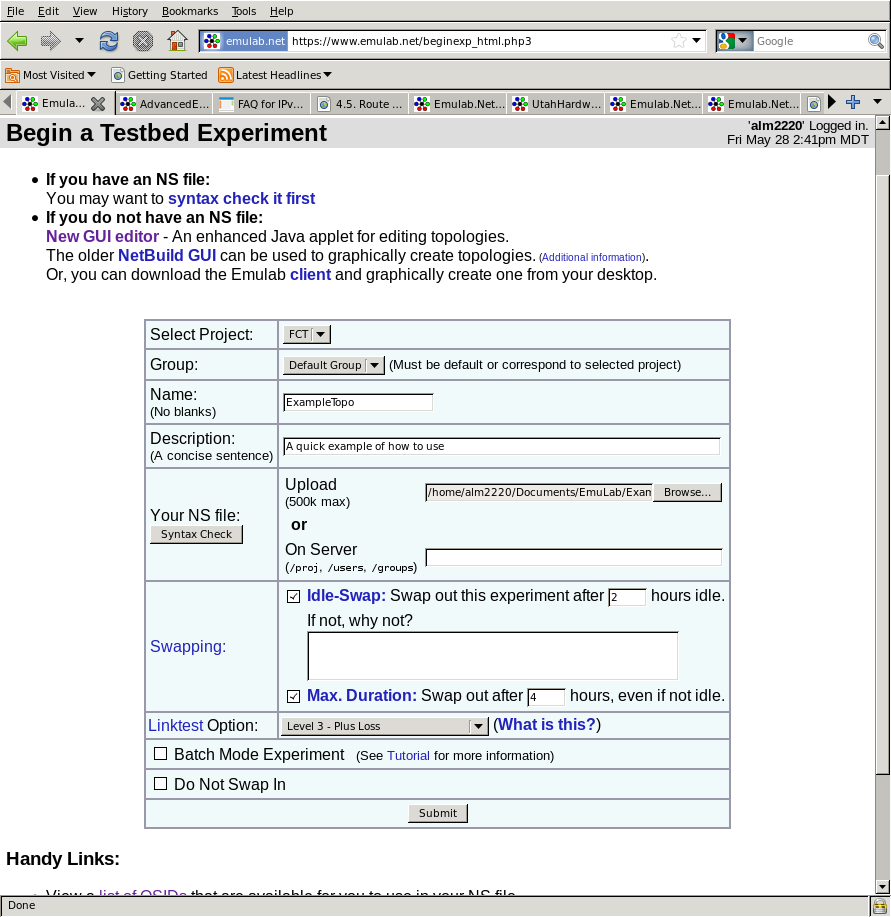 File Edit View History Bookmarks Tools Help
emulab.net https://www.emulab.net/beginexp_html.php3 Google
Most Visited Getting Started Latest Headlines
Emula... AdvancedE... FAQ for IPv... 4.5. Route ... Emulab.Net... UtahHardw... Emulab.Net... Emulab.Net...
Begin a Testbed Experiment
'alm2220' Logged in.
Fri May 28 2:41pm MDT
• If you have an NS file:
You may want to syntax check it first
• If you do not have an NS file:
New GUI editor - An enhanced Java applet for editing topologies.
The older NetBuild GUI can be used to graphically create topologies. (Additional information).
Or, you can download the Emulab client and graphically create one from your desktop.
Select Project: FCT
Group: Default Group (Must be default or correspond to selected project)
Name:
(No blanks)
ExampleTopo
Description:
(A concise sentence)
A quick example of how to use
Your NS file:
Syntax Check
Upload
(500k max)
/home/alm2220/Documents/EmuLab/Exam Browse...
or
On Server
(/proj, /users, /groups)
Swapping:
Idle-Swap: Swap out this experiment after 2 hours idle.
If not, why not?
Max. Duration: Swap out after 4 hours, even if not idle.
Linktest Option: Level 3 - Plus Loss (What is this?)
Batch Mode Experiment (See Tutorial for more information)
Do Not Swap In
Submit
Handy Links:
• View a list of OSIDs that are available for you to use in your NS file.
Done